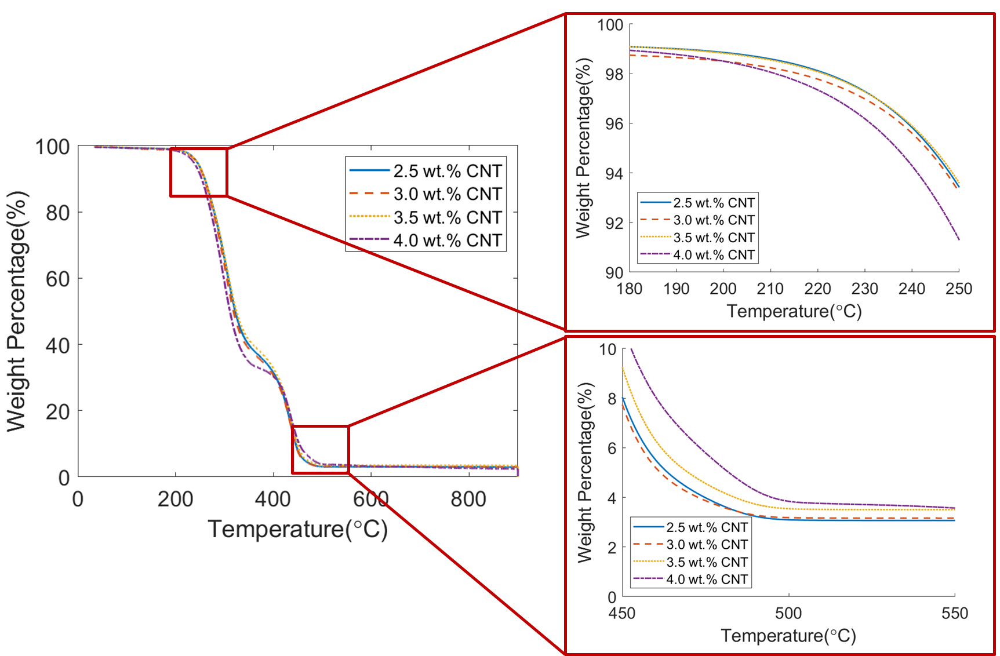 100
80
60
40
20
0
0 200 400 600 800
Weight Percentage(%)
Temperature(°C)
2.5 wt.% CNT
3.0 wt.% CNT
3.5 wt.% CNT
4.0 wt.% CNT
100
98
96
94
92
90
180 190 200 210 220 230 240 250
Weight Percentage(%)
Temperature(°C)
2.5 wt.% CNT
3.0 wt.% CNT
3.5 wt.% CNT
4.0 wt.% CNT
10
8
6
4
2
0
450 500 550
Weight Percentage(%)
Temperature(°C)
2.5 wt.% CNT
3.0 wt.% CNT
3.5 wt.% CNT
4.0 wt.% CNT